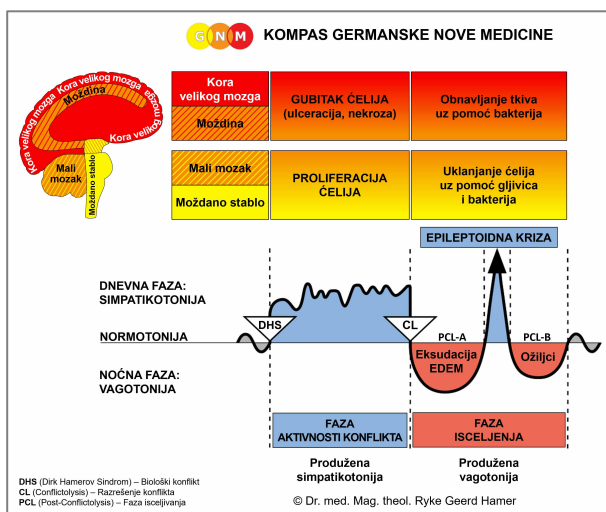 G N M KOMPAS GERMANSKE NOVE MEDICINE
Kora velikog mozga Kora velikog mozga Kora velikog mozga
Moždina
Kora velikog
Mali
mozak
Moždano stablo
Kora
velikog mozga
Moždina
GUBITAK ĆELIJA
(ulceracija, nekroza)
Obnavljanje tkiva
uz pomoć bakterija
Mali mozak
Moždano stablo
PROLIFERACIJA
ĆELIJA
Uklanjanje ćelija
uz pomoć gljivica
i bakterija
EPILEPTOIDNA KRIZA
DNEVNA FAZA:
SIMPATIKOTONIJA
DHS
CL
NORMOTONIJA
PCL-A
PCL-B
Eksudacija
EDEM
Ožiljci
NOĆNA FAZA:
VAGOTONIJA
FAZA
AKTIVNOSTI KONFLIKTA
FAZA
ISCELJENJA
Produžena
simpatikotonija
Produžena
vagotonija
DHS (Dirk Hamerov Sindrom) – Biološki konflikt
CL (Conflictolysis) – Razrešenje konflikta
PCL (Post-Conflictolysis) – Faza isceljivanja
© Dr. med. Mag. theol. Ryke Geerd Hamer